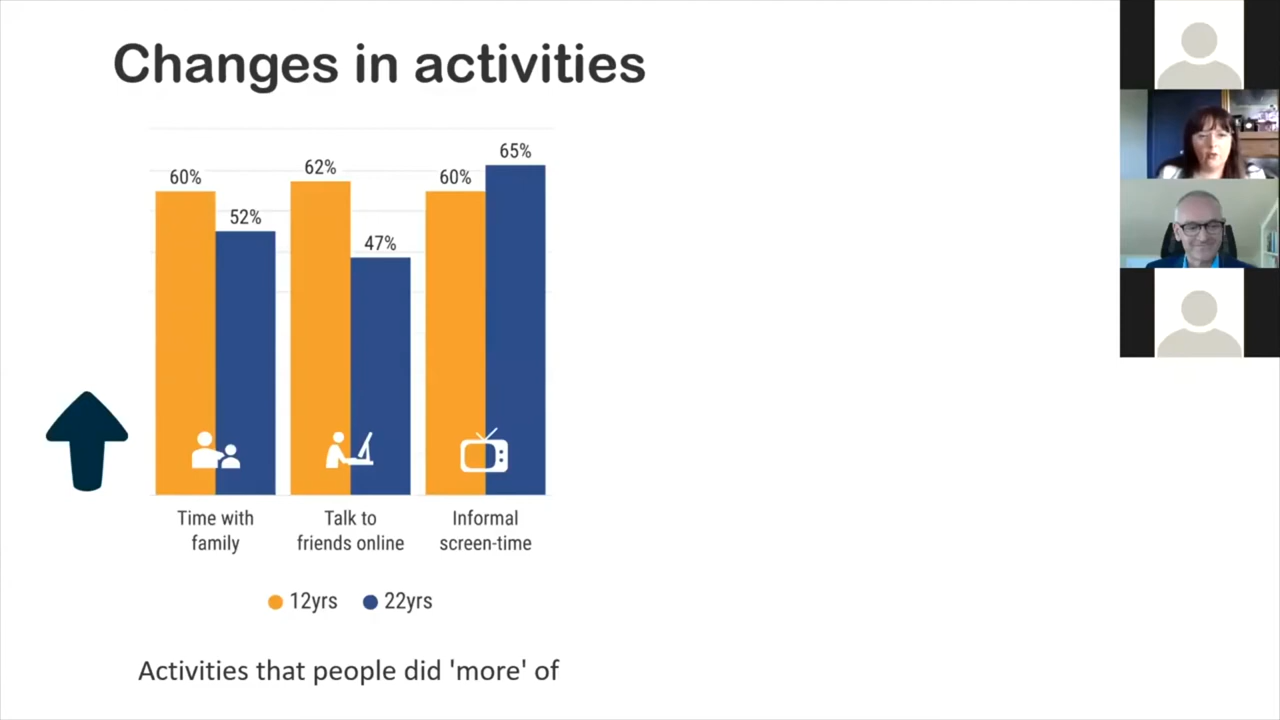 Changes in activities
60%
52%
62%
47%
60%
65%
Time with
family
Talk to
friends online
Informal
screen-time
12yrs
22yrs
Activities that people did 'more' of